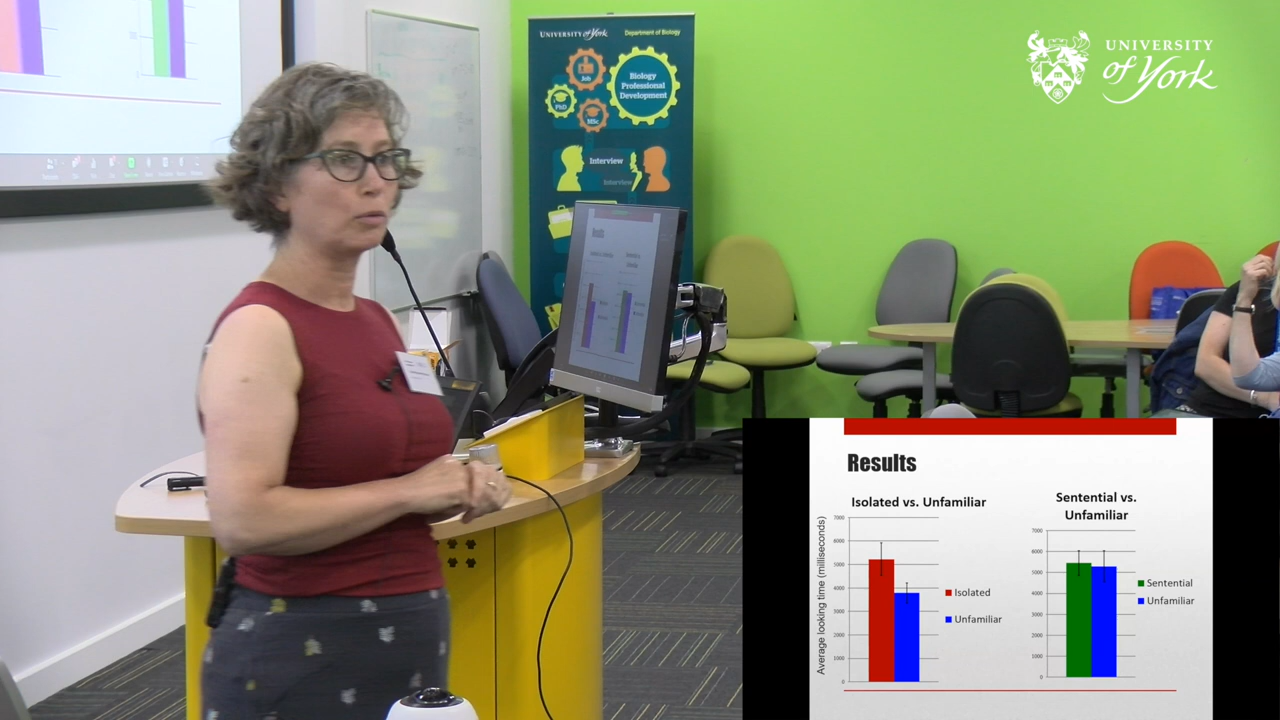 UNIVERSITY of York
Department of Biology
Job
PhD
MSc
Biology
Professional
Development
Interview
Interview
UNIVERSITY
of York
Results
Isolated vs. Unfamiliar
Average looking time (milliseconds)
7000
6000
5000
4000
3000
2000
1000
0
Isolated
Unfamiliar
Sentential vs.
Unfamiliar
7000
6000
5000
4000
3000
2000
1000
0
Sentential
Unfamiliar